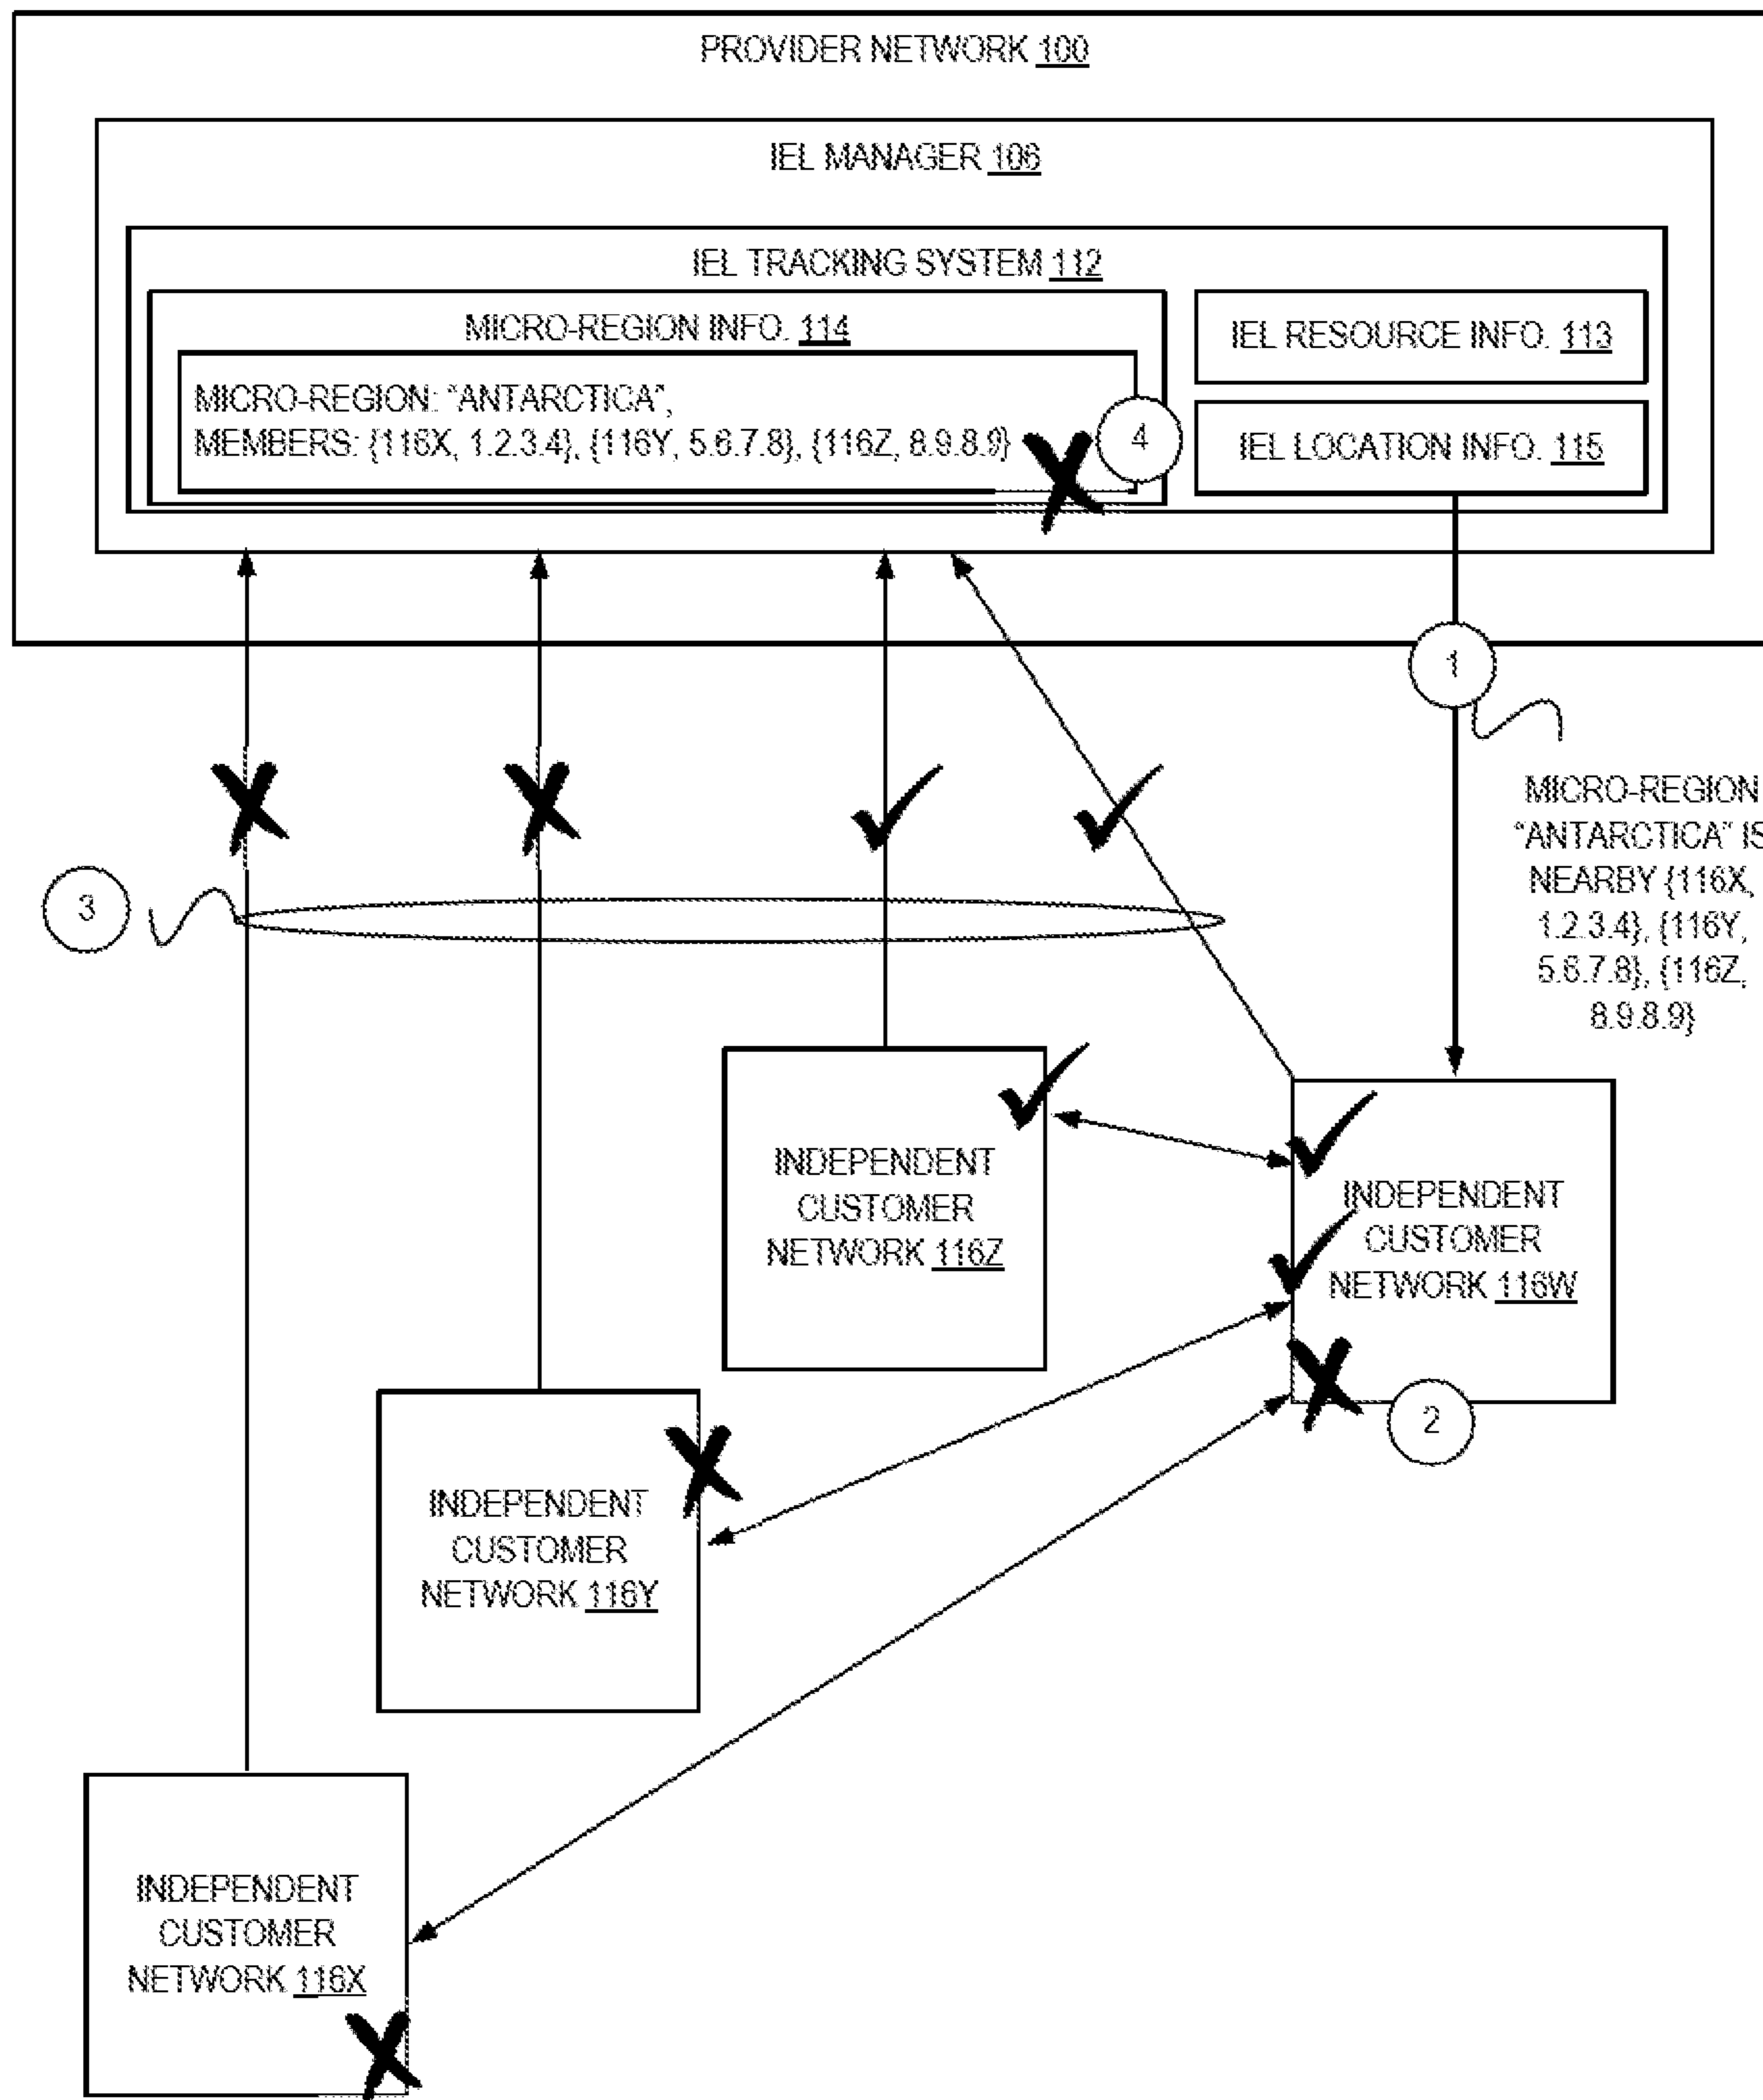 PROVIDER NETWORK 100
IEL MANAGER 106
IEL TRACKING SYSTEM 112
MICRO-REGION INFO. 114
MICRO-REGION: "ANTARCTICA",
MEMBERS: {116X, 1.2.3.4}, {116Y, 5.6.7.8}, {116Z, 8.9.8.9}
4
IEL RESOURCE INFO. 113
IEL LOCATION INFO. 115
1
MICRO-REGION
"ANTARCTICA" IS
NEARBY {116X,
1.2.3.4}, {116Y,
5.6.7.8}, {116Z,
8.9.8.9}
3
INDEPENDENT
CUSTOMER
NETWORK 116Z
INDEPENDENT
CUSTOMER
NETWORK 116W
2
INDEPENDENT
CUSTOMER
NETWORK 116Y
INDEPENDENT
CUSTOMER
NETWORK 116X